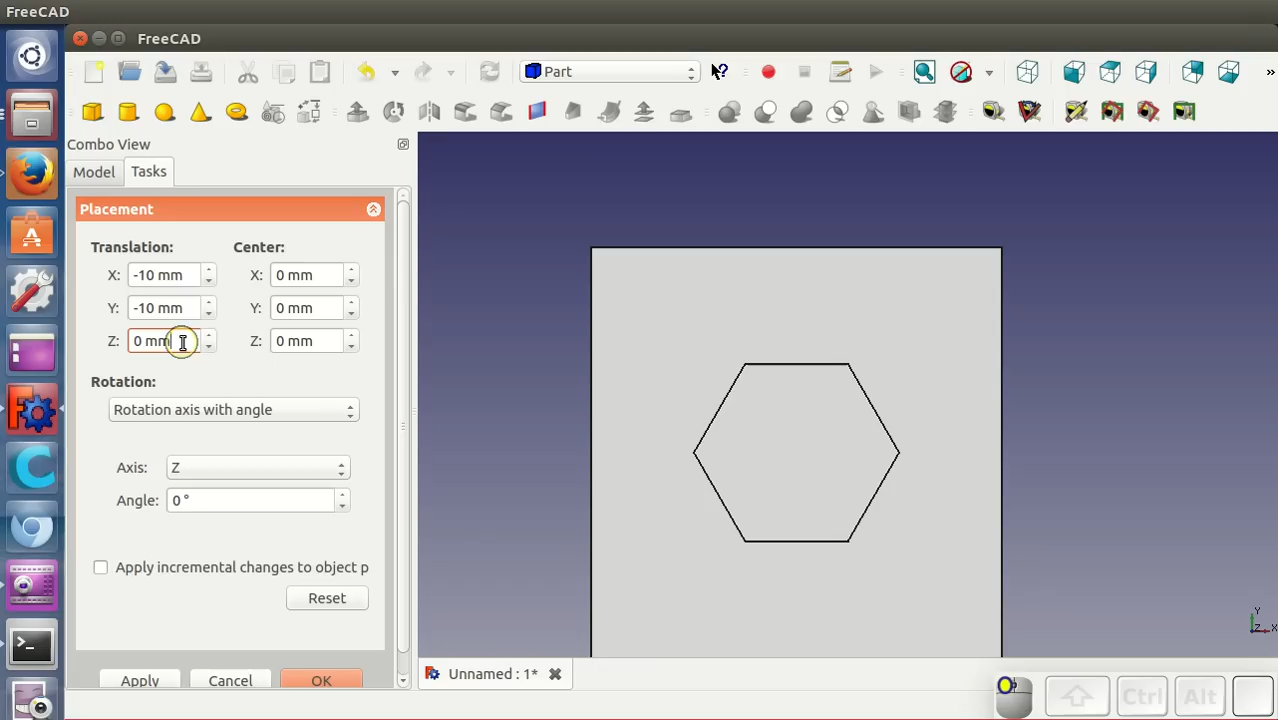 FreeCAD
FreeCAD
Part
»
Combo View
Model
Tasks
Placement
Translation:
Center:
X:
-10 mm
X:
0 mm
Y:
-10 mm
Y:
0 mm
Z:
0 mm
Z:
0 mm
Rotation:
Rotation axis with angle
Axis:
Z
Angle:
0 °
Apply incremental changes to object p
Reset
Apply
Cancel
OK
Y
Z
X
Unnamed : 1*
Ctrl
Alt